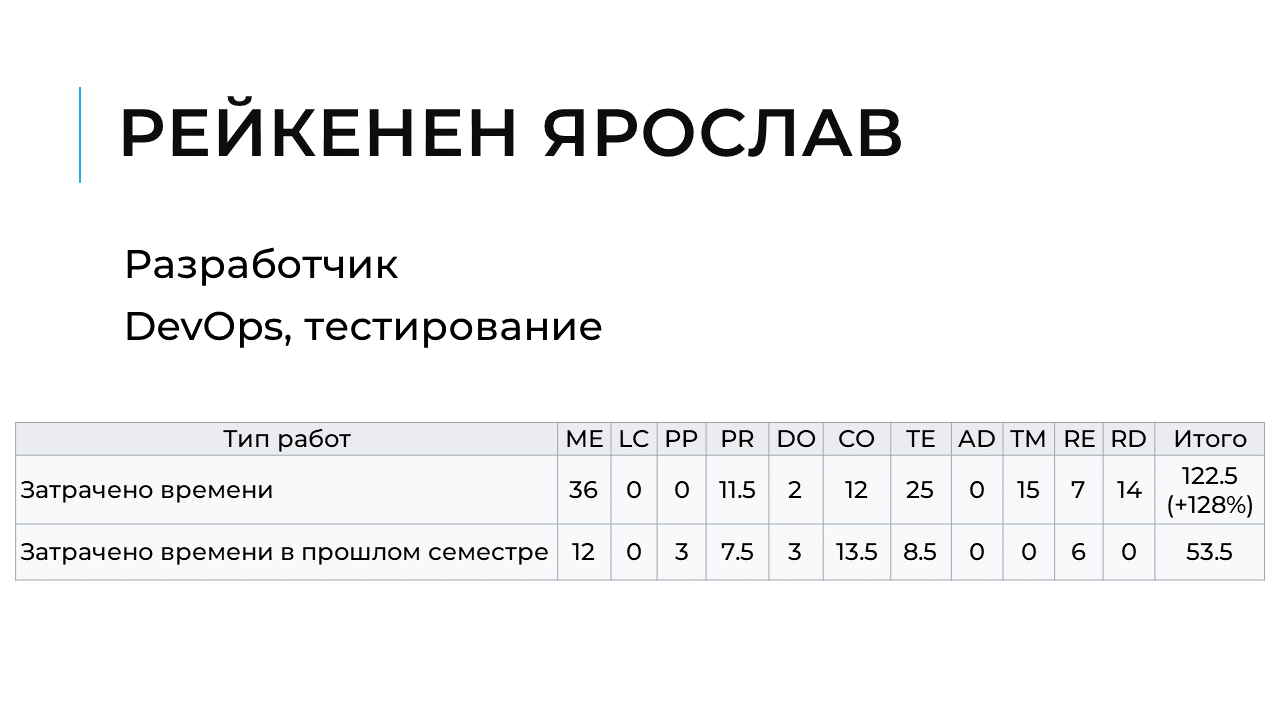 РЕЙКЕНЕН ЯРОСЛАВ
Разработчик
DevOps, тестирование
Тип работ ME LC PP PR DO CO TE AD TM RE RD Итого
Затрачено времени 36 0 0 11.5 2 12 25 0 15 7 14 122.5 (+128%)
Затрачено времени в прошлом семестре 12 0 3 7.5 3 13.5 8.5 0 0 6 0 53.5